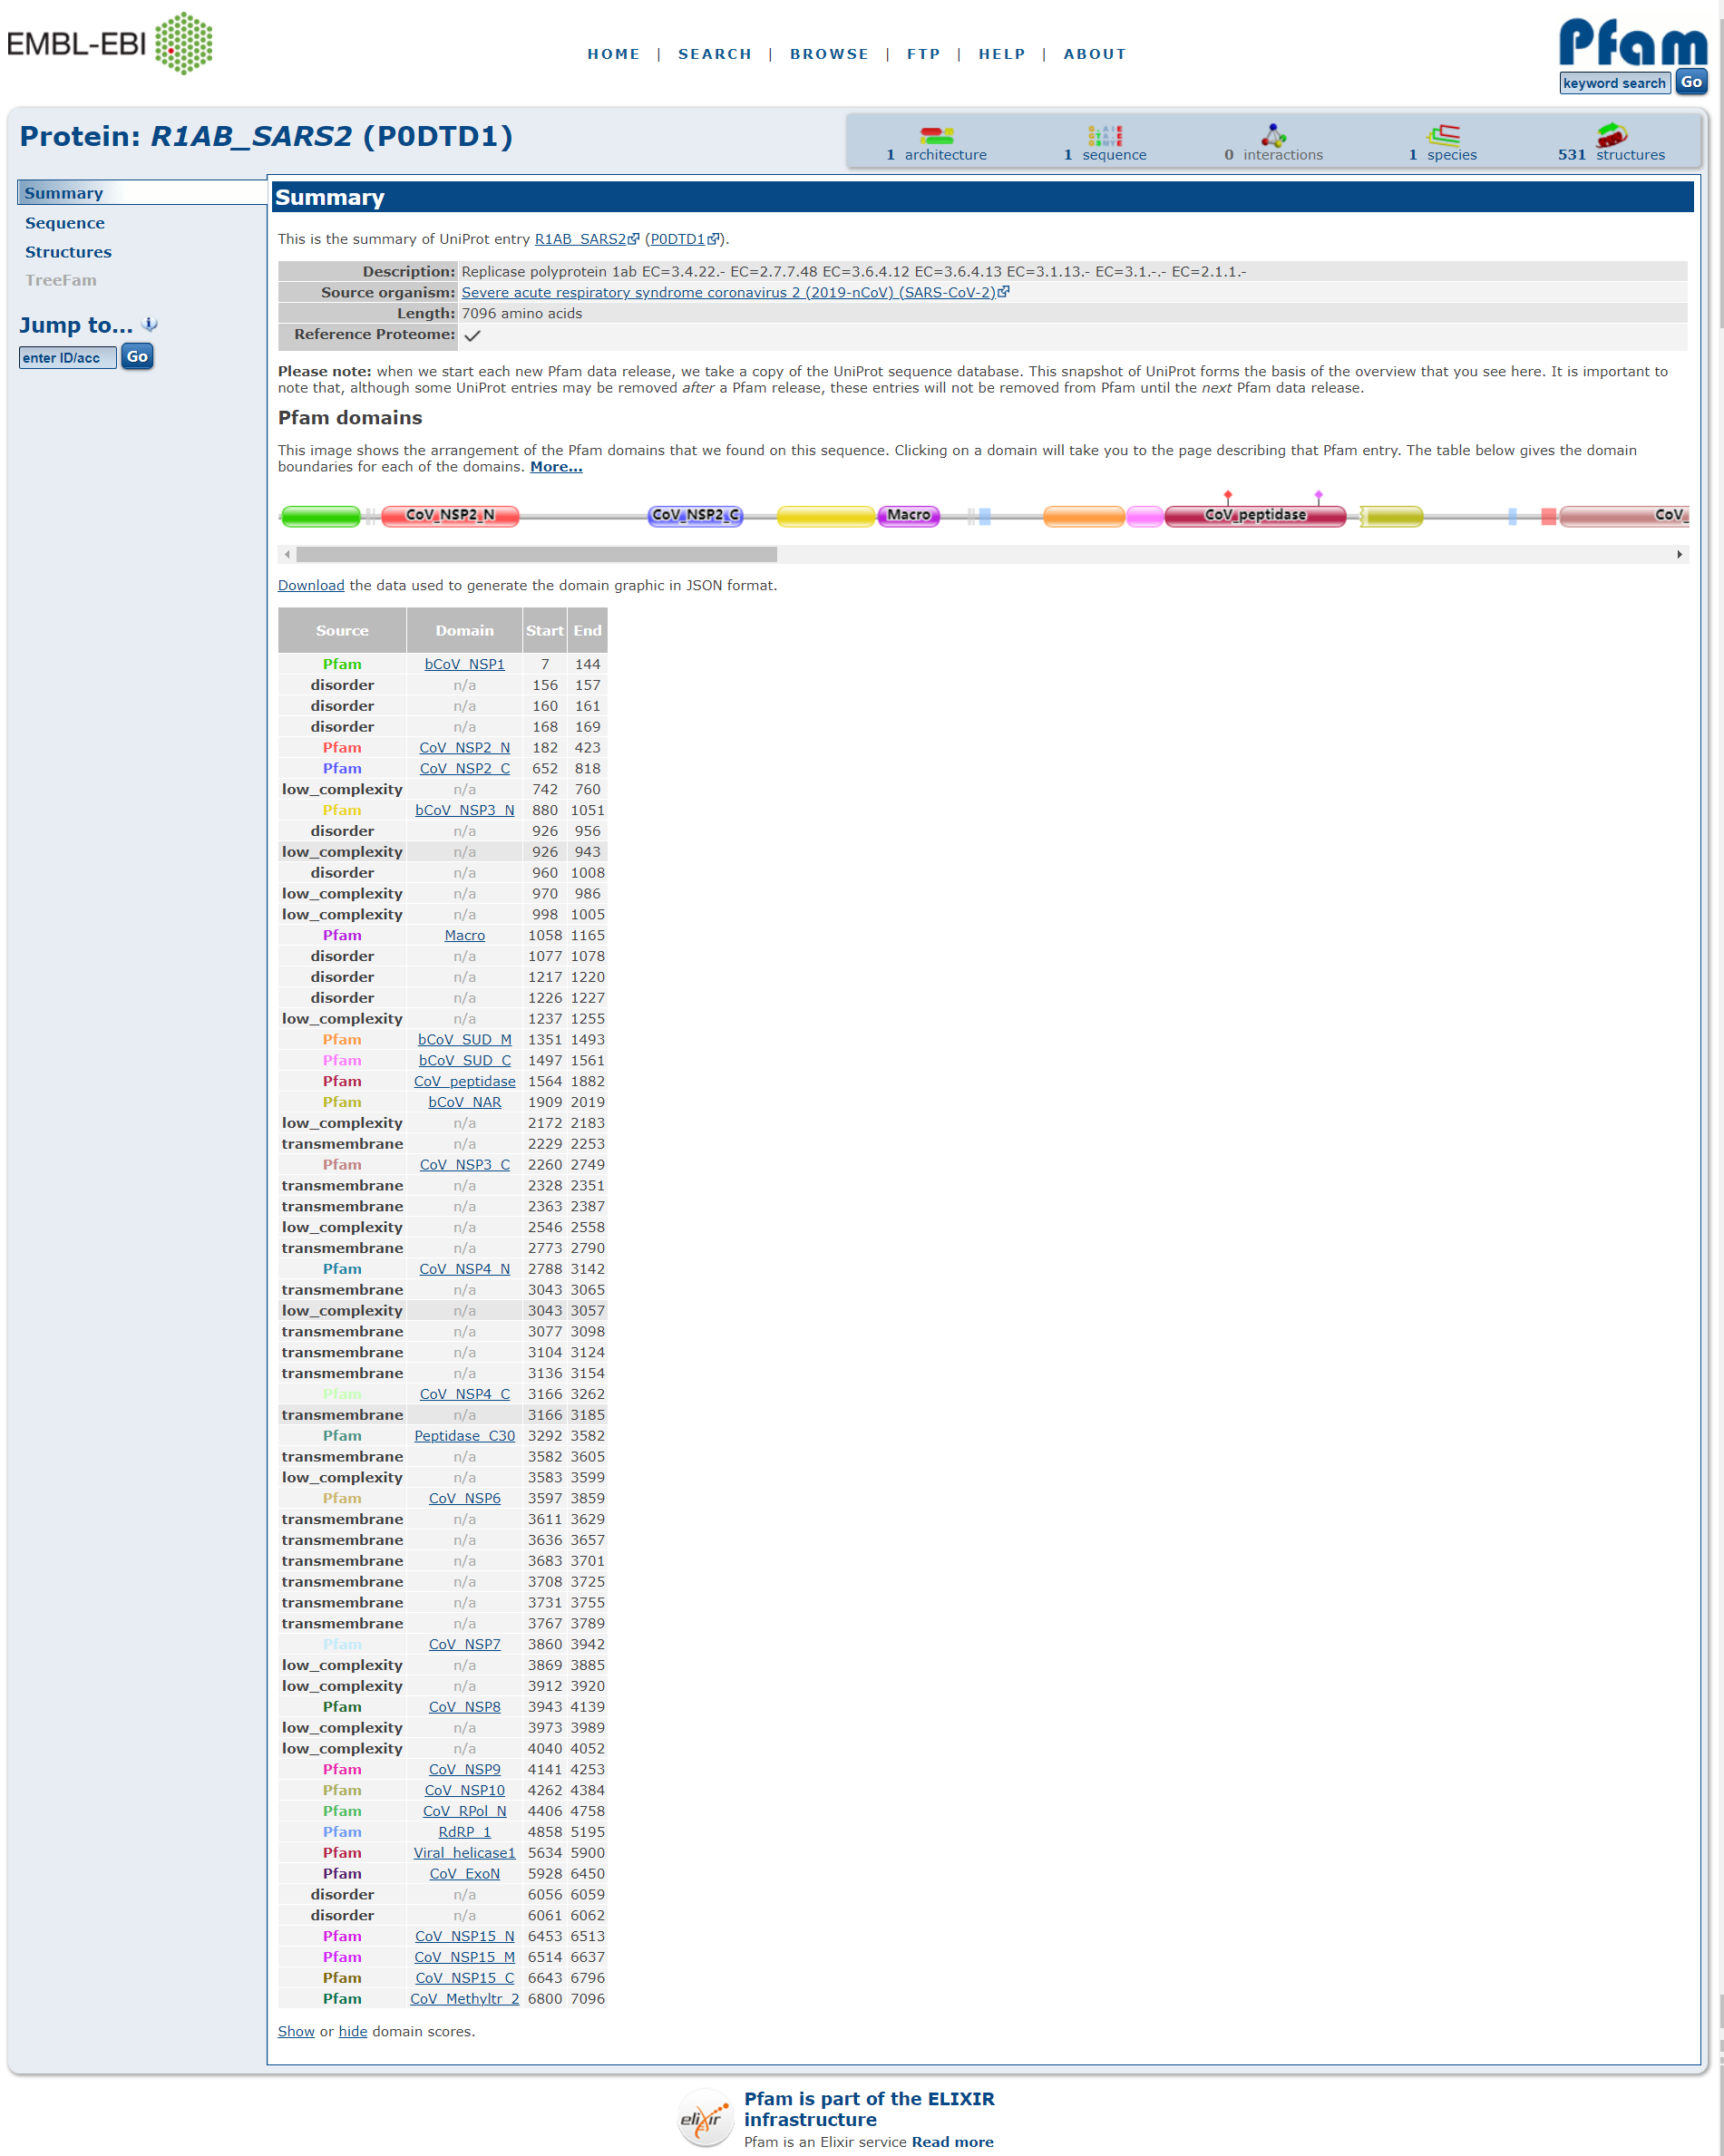 EMBL-EBI
HOME | SEARCH | BROWSE | FTP | HELP | ABOUT
Pfam
keyword search Go
Protein: R1AB_SARS2 (P0DTD1)
1 architecture 1 sequence 0 interactions 1 species 531 structures
Summary
Sequence
Structures
TreeFam
Jump to... i
enter ID/acc Go
Summary
This is the summary of UniProt entry R1AB_SARS2 (P0DTD1).
Description: Replicase polyprotein 1ab EC=3.4.22.- EC=2.7.7.48 EC=3.6.4.12 EC=3.6.4.13 EC=3.1.13.- EC=3.1.-.- EC=2.1.1.-
Source organism: Severe acute respiratory syndrome coronavirus 2 (2019-nCoV) (SARS-CoV-2)
Length: 7096 amino acids
Reference Proteome:
Please note: when we start each new Pfam data release, we take a copy of the UniProt sequence database. This snapshot of UniProt forms the basis of the overview that you see here. It is important to
note that, although some UniProt entries may be removed after a Pfam release, these entries will not be removed from Pfam until the next Pfam data release.
Pfam domains
This image shows the arrangement of the Pfam domains that we found on this sequence. Clicking on a domain will take you to the page describing that Pfam entry. The table below gives the domain
boundaries for each of the domains. More...
CoV_NSP2_N CoV_NSP2_C Macro CoV_peptidase CoV_
Download the data used to generate the domain graphic in JSON format.
Source Domain Start End
Pfam bCoV_NSP1 7 144
disorder n/a 156 157
disorder n/a 160 161
disorder n/a 168 169
Pfam CoV_NSP2_N 182 423
Pfam CoV_NSP2_C 652 818
low_complexity n/a 742 760
Pfam bCoV_NSP3_N 880 1051
disorder n/a 926 956
low_complexity n/a 926 943
disorder n/a 960 1008
low_complexity n/a 970 986
low_complexity n/a 998 1005
Pfam Macro 1058 1165
disorder n/a 1077 1078
disorder n/a 1217 1220
disorder n/a 1226 1227
low_complexity n/a 1237 1255
Pfam bCoV_SUD_M 1351 1493
Pfam bCoV_SUD_C 1497 1561
Pfam CoV_peptidase 1564 1882
Pfam bCoV_NAR 1909 2019
low_complexity n/a 2172 2183
transmembrane n/a 2229 2253
Pfam CoV_NSP3_C 2260 2749
transmembrane n/a 2328 2351
transmembrane n/a 2363 2387
low_complexity n/a 2546 2558
transmembrane n/a 2773 2790
Pfam CoV_NSP4_N 2788 3142
transmembrane n/a 3043 3065
low_complexity n/a 3043 3057
transmembrane n/a 3077 3098
transmembrane n/a 3104 3124
transmembrane n/a 3136 3154
Pfam CoV_NSP4_C 3166 3262
transmembrane n/a 3166 3185
Pfam Peptidase_C30 3292 3582
transmembrane n/a 3582 3605
low_complexity n/a 3583 3599
Pfam CoV_NSP6 3597 3859
transmembrane n/a 3611 3629
transmembrane n/a 3636 3657
transmembrane n/a 3683 3701
transmembrane n/a 3708 3725
transmembrane n/a 3731 3755
transmembrane n/a 3767 3789
Pfam CoV_NSP7 3860 3942
low_complexity n/a 3869 3885
low_complexity n/a 3912 3920
Pfam CoV_NSP8 3943 4139
low_complexity n/a 3973 3989
low_complexity n/a 4040 4052
Pfam CoV_NSP9 4141 4253
Pfam CoV_NSP10 4262 4384
Pfam CoV_RPol_N 4406 4758
Pfam RdRP_1 4858 5195
Pfam Viral_helicase1 5634 5900
Pfam CoV_ExoN 5928 6450
disorder n/a 6056 6059
disorder n/a 6061 6062
Pfam CoV_NSP15_N 6453 6513
Pfam CoV_NSP15_M 6514 6637
Pfam CoV_NSP15_C 6643 6796
Pfam CoV_Methyltr_2 6800 7096
Show or hide domain scores.
elixir
Pfam is part of the ELIXIR
infrastructure
Pfam is an Elixir service Read more